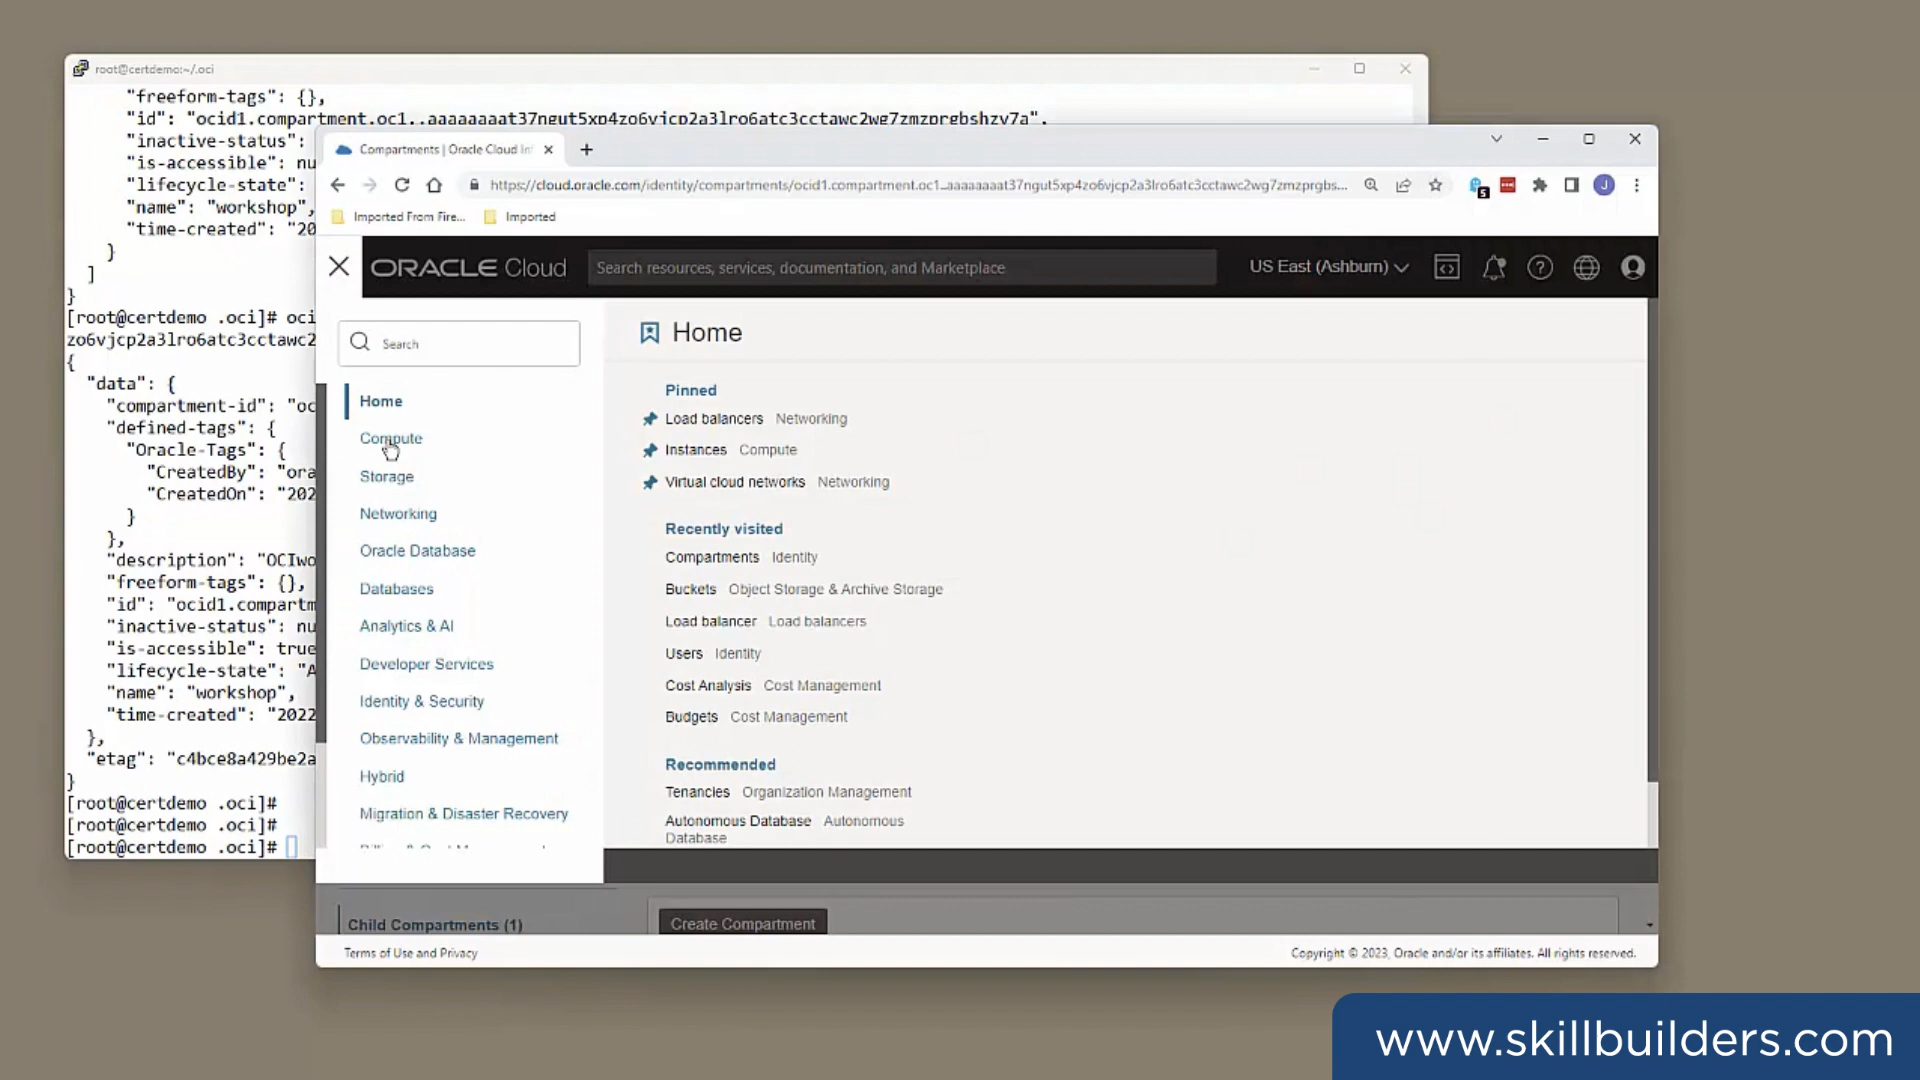 root@certdemo:~/.oci
"freeform-tags": {},
"id": "ocid1.compartment.oc1..aaaaaaaat37ngut5xp4zo6vjcp2a3lro6atc3cctawc2wg7zmzprgbshzv7a",
"inactive-status":
"is-accessible": nu
"lifecycle-state":
"name": "workshop",
"time-created": "20
}
]
}
[root@certdemo .oci]# oci
zo6vjcp2a3lro6atc3cctawc2
{
"data": {
"compartment-id": "oc
"defined-tags": {
"Oracle-Tags": {
"CreatedBy": "ora
"CreatedOn": "202
}
},
"description": "OCIwo
"freeform-tags": {},
"id": "ocid1.compartm
"inactive-status": nu
"is-accessible": true
"lifecycle-state": "A
"name": "workshop",
"time-created": "2022
},
"etag": "c4bce8a429be2a
}
[root@certdemo .oci]#
[root@certdemo .oci]#
[root@certdemo .oci]#
Compartments | Oracle Cloud Inf
https://cloud.oracle.com/identity/compartments/ocid1.compartment.oc1..aaaaaaaat37ngut5xp4zo6vjcp2a3lro6atc3cctawc2wg7zmzprgbs...
5
J
Imported From Fire... Imported
ORACLE Cloud
Search resources, services, documentation, and Marketplace
US East (Ashburn)
Search
Home
Compute
Storage
Networking
Oracle Database
Databases
Analytics & AI
Developer Services
Identity & Security
Observability & Management
Hybrid
Migration & Disaster Recovery
Home
Pinned
Load balancers Networking
Instances Compute
Virtual cloud networks Networking
Recently visited
Compartments Identity
Buckets Object Storage & Archive Storage
Load balancer Load balancers
Users Identity
Cost Analysis Cost Management
Budgets Cost Management
Recommended
Tenancies Organization Management
Autonomous Database Autonomous
Database
Child Compartments (1)
Create Compartment
Terms of Use and Privacy
Copyright © 2023, Oracle and/or its affiliates. All rights reserved.
www.skillbuilders.com